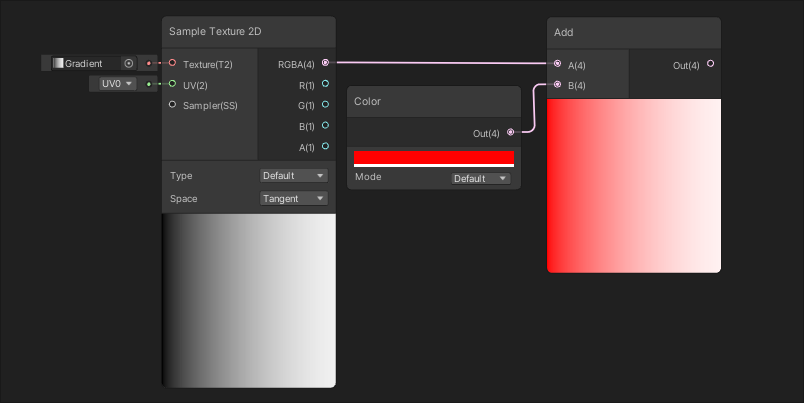 Sample Texture 2D
Gradient
Texture(T2)
RGBA(4)
UV0
UV(2)
R(1)
Sampler(SS)
G(1)
B(1)
A(1)
Type
Default
Space
Tangent
Color
Out(4)
Mode
Default
Add
A(4)
Out(4)
B(4)